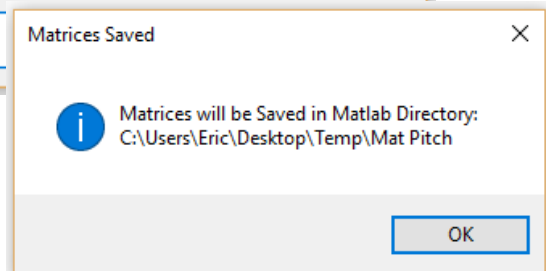 Matrices Saved
Matrices will be Saved in Matlab Directory:
C:\Users\Eric\Desktop\Temp\Mat Pitch
OK